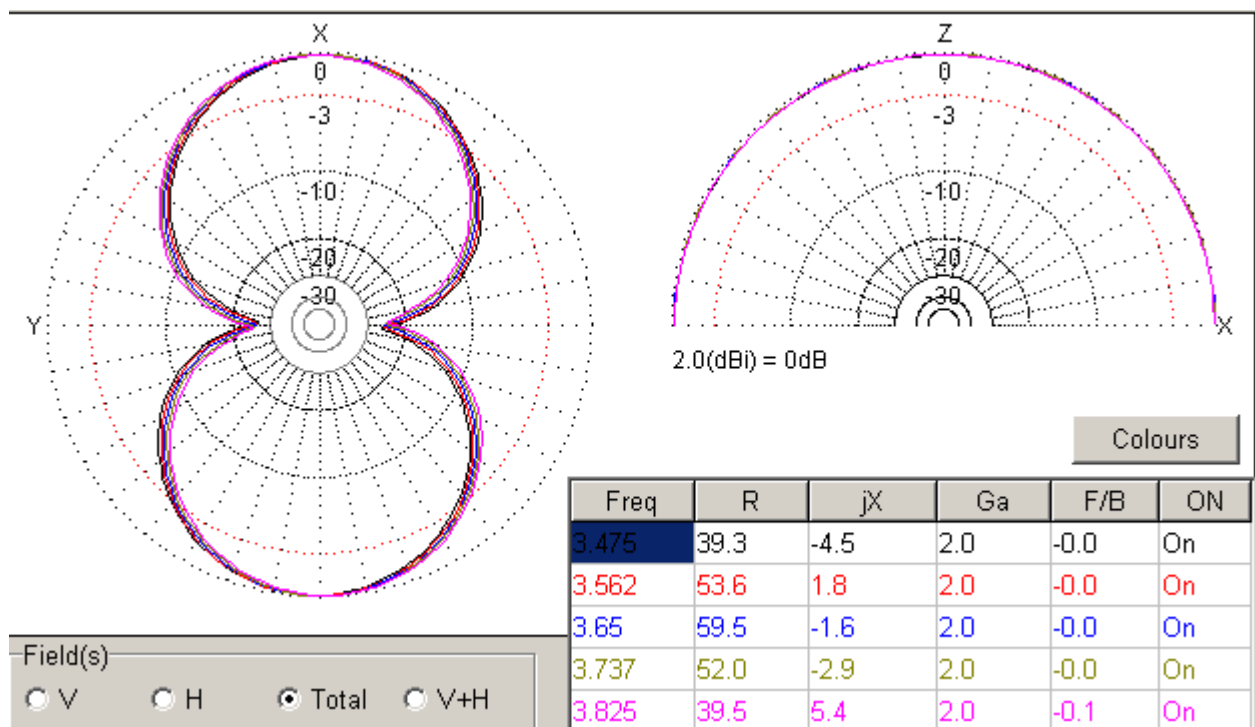 X
0
-3
-10
-20
-30
Y
Z
0
-3
-10
-20
-30
X
2.0(dBi) = 0dB
Colours
Freq R jX Ga F/B ON
3.475 39.3 -4.5 2.0 -0.0 On
3.562 53.6 1.8 2.0 -0.0 On
3.65 59.5 -1.6 2.0 -0.0 On
3.737 52.0 -2.9 2.0 -0.0 On
3.825 39.5 5.4 2.0 -0.1 On
Field(s)
V H Total V+H